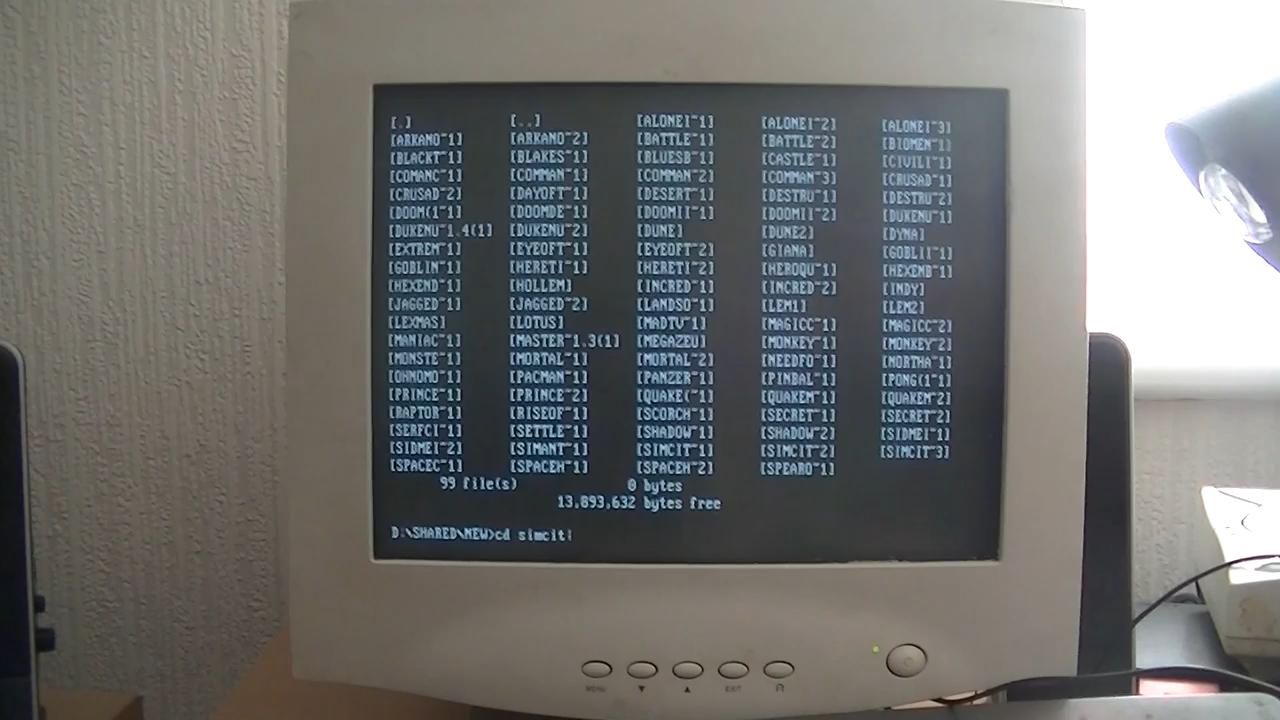 [.] [..] [ALONEI~1] [ALONEI~2] [ALONEI~3]
[ARKANO~1] [ARKANO~2] [BATTLE~1] [BATTLE~2] [BIOMEN~1]
[BLACKT~1] [BLAKES~1] [BLUESB~1] [CASTLE~1] [CIVILI~1]
[COMANC~1] [COMMAN~1] [COMMAN~2] [COMMAN~3] [CRUSAD~1]
[CRUSAD~2] [DAYOFT~1] [DESERT~1] [DESTRU~1] [DESTRU~2]
[DOOM(1~1] [DOOMDE~1] [DOOMII~1] [DOOMII~2] [DUKENU~1]
[DUKENU~1.4(1] [DUKENU~2] [DUNE] [DUNE2] [DYNA]
[EXTREM~1] [EYEOFT~1] [EYEOFT~2] [GIANA] [GOBLII~1]
[GOBLIN~1] [HERETI~1] [HERETI~2] [HEROQU~1] [HEXENB~1]
[HEXEND~1] [HOLLEM] [INCRED~1] [INCRED~2] [INDY]
[JAGGED~1] [JAGGED~2] [LANDSO~1] [LEM1] [LEM2]
[LEXMAS] [LOTUS] [MADTV~1] [MAGICC~1] [MAGICC~2]
[MANIAC~1] [MASTER~1.3(1] [MEGAZEU] [MONKEY~1] [MONKEY~2]
[MONSTE~1] [MORTAL~1] [MORTAL~2] [NEEDFO~1] [NORTHA~1]
[OHNOMO~1] [PACMAN~1] [PANZER~1] [PINBAL~1] [PONG(1~1]
[PRINCE~1] [PRINCE~2] [QUAKE(~1] [QUAKEM~1] [QUAKEM~2]
[RAPTOR~1] [RISEOF~1] [SCORCH~1] [SECRET~1] [SECRET~2]
[SERFCI~1] [SETTLE~1] [SHADOW~1] [SHADOW~2] [SIDMEI~1]
[SIDMEI~2] [SIMANT~1] [SIMCIT~1] [SIMCIT~2] [SIMCIT~3]
[SPACEC~1] [SPACEH~1] [SPACEH~2] [SPEARO~1]
99 file(s) 0 bytes
13,893,632 bytes free
D:\SHARED\NEW>cd simcit
MENU ▼ ▲ EXIT